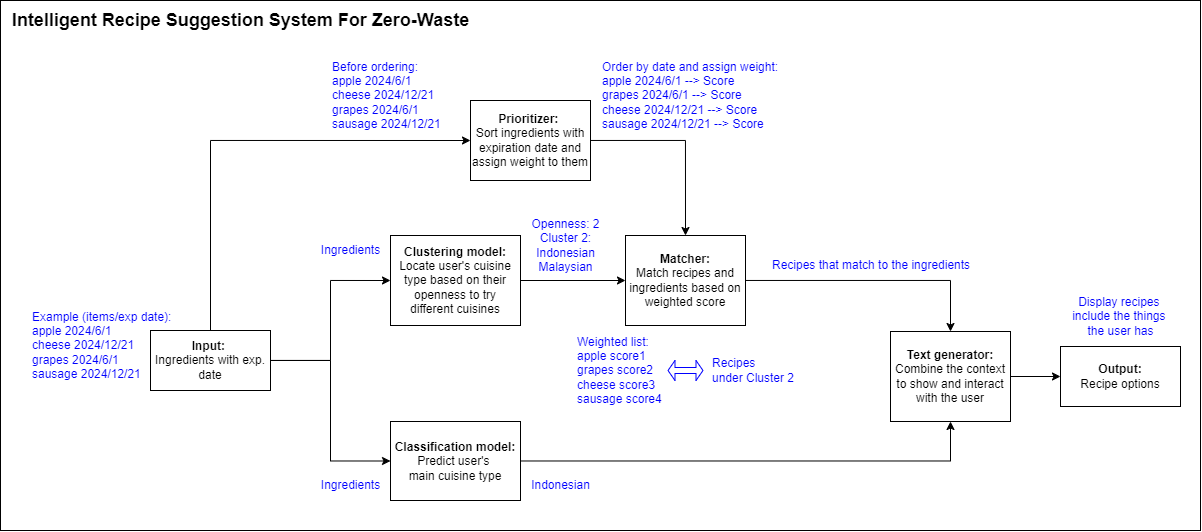 Intelligent Recipe Suggestion System For Zero-Waste
Before ordering:
apple 2024/6/1
cheese 2024/12/21
grapes 2024/6/1
sausage 2024/12/21
Prioritizer:
Sort ingredients with
expiration date and
assign weight to them
Order by date and assign weight:
apple 2024/6/1 --> Score
grapes 2024/6/1 --> Score
cheese 2024/12/21 --> Score
sausage 2024/12/21 --> Score
Ingredients
Clustering model:
Locate user's cuisine
type based on their
openness to try
different cuisines
Openness: 2
Cluster 2:
Indonesian
Malaysian
Matcher:
Match recipes and
ingredients based on
weighted score
Recipes that match to the ingredients
Example (items/exp date):
apple 2024/6/1
cheese 2024/12/21
grapes 2024/6/1
sausage 2024/12/21
Input:
Ingredients with exp.
date
Weighted list:
apple score1
grapes score2
cheese score3
sausage score4
Recipes
under Cluster 2
Text generator:
Combine the context
to show and interact
with the user
Display recipes
include the things
the user has
Output:
Recipe options
Classification model:
Predict user's
main cuisine type
Ingredients
Indonesian